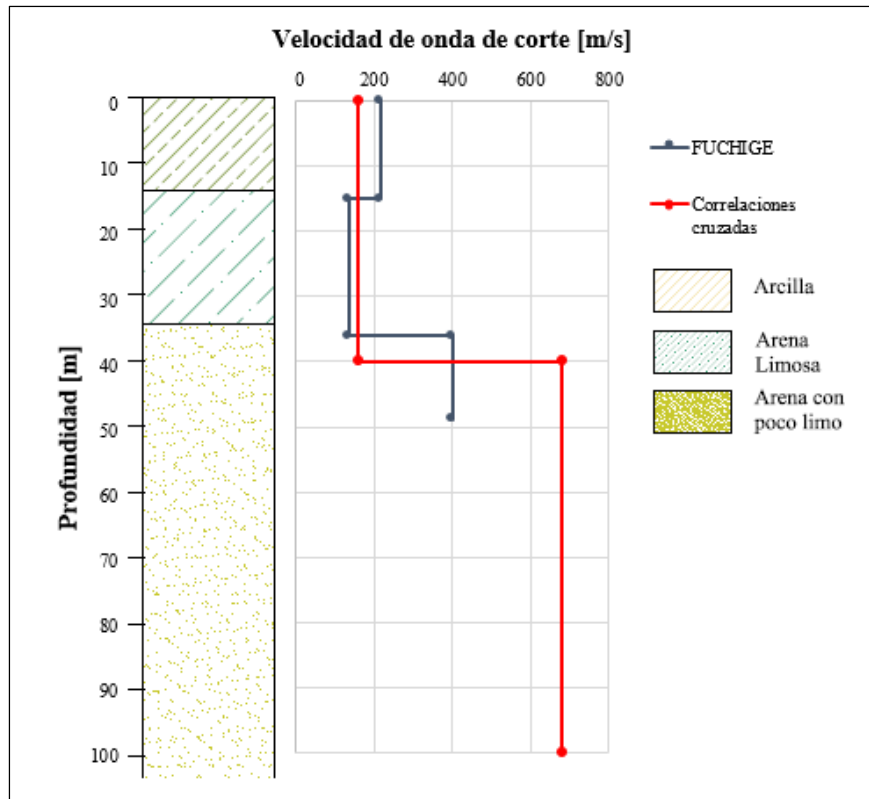 Velocidad de onda de corte [m/s]
0 200 400 600 800
0
10
20
30
40
50
60
70
80
90
100
Profundidad [m]
FUCHIGE
Correlaciones
cruzadas
Arcilla
Arena
Limosa
Arena con
poco limo